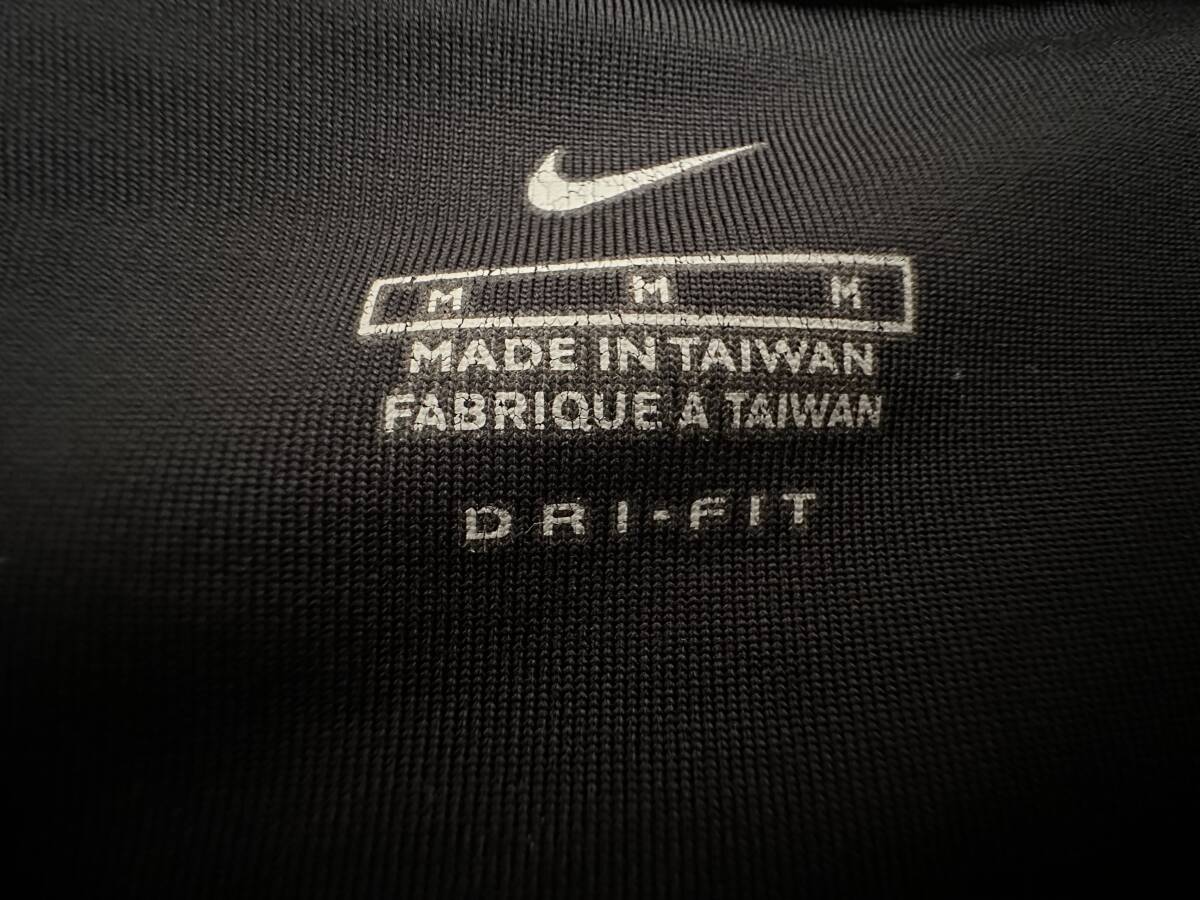 M M M
MADE IN TAIWAN
FABRIQUE A TAIWAN
DRI-FIT